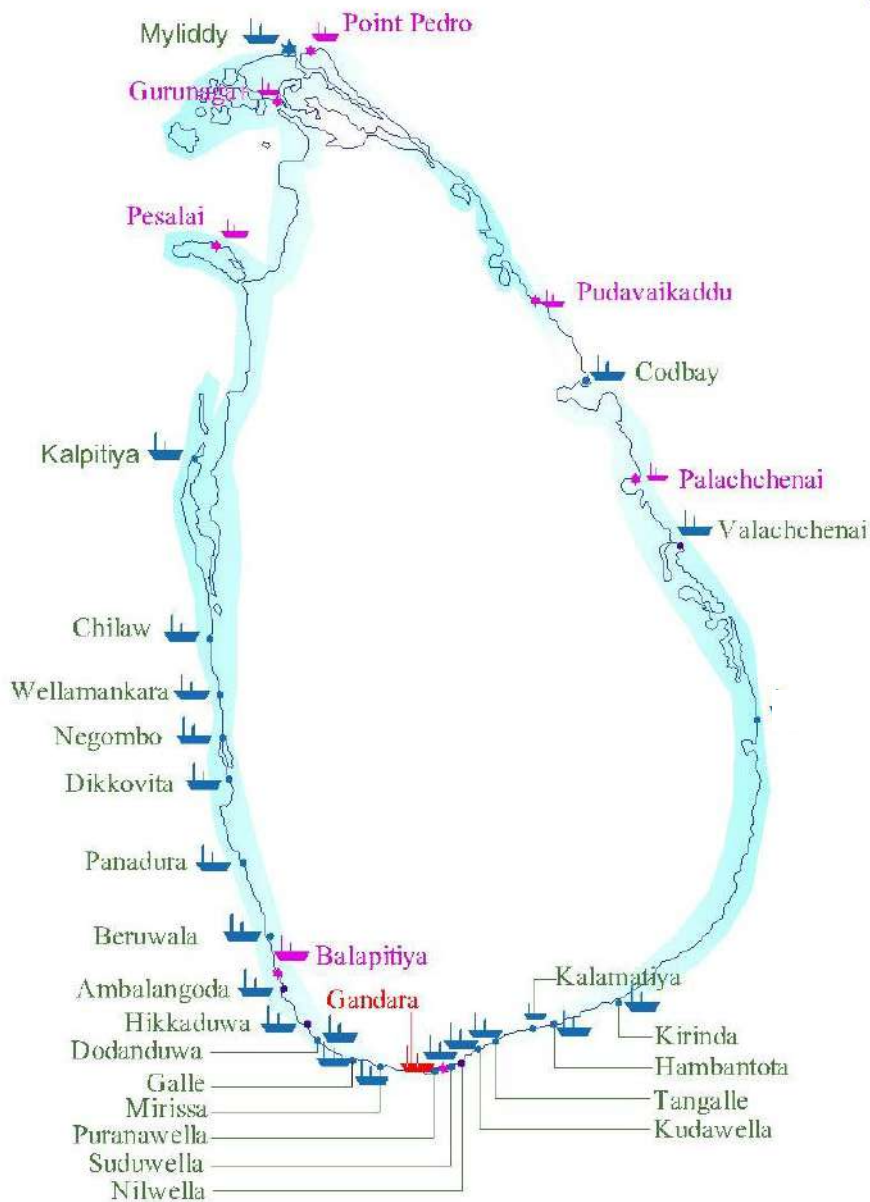 Point Pedro
Myliddy
Gurunaga
Pesalai
Pudavaikaddu
Codbay
Kalpitiya
Palachchenai
Valachchenai
Chilaw
Wellamankara
Negombo
Dikkovita
Panadura
Beruwala
Balapitiya
Kalamatiya
Ambalangoda
Gandara
Hikkaduwa
Kirinda
Dodanduwa
Hambantota
Galle
Tangalle
Mirissa
Kudawella
Puranawella
Suduwella
Nilwella